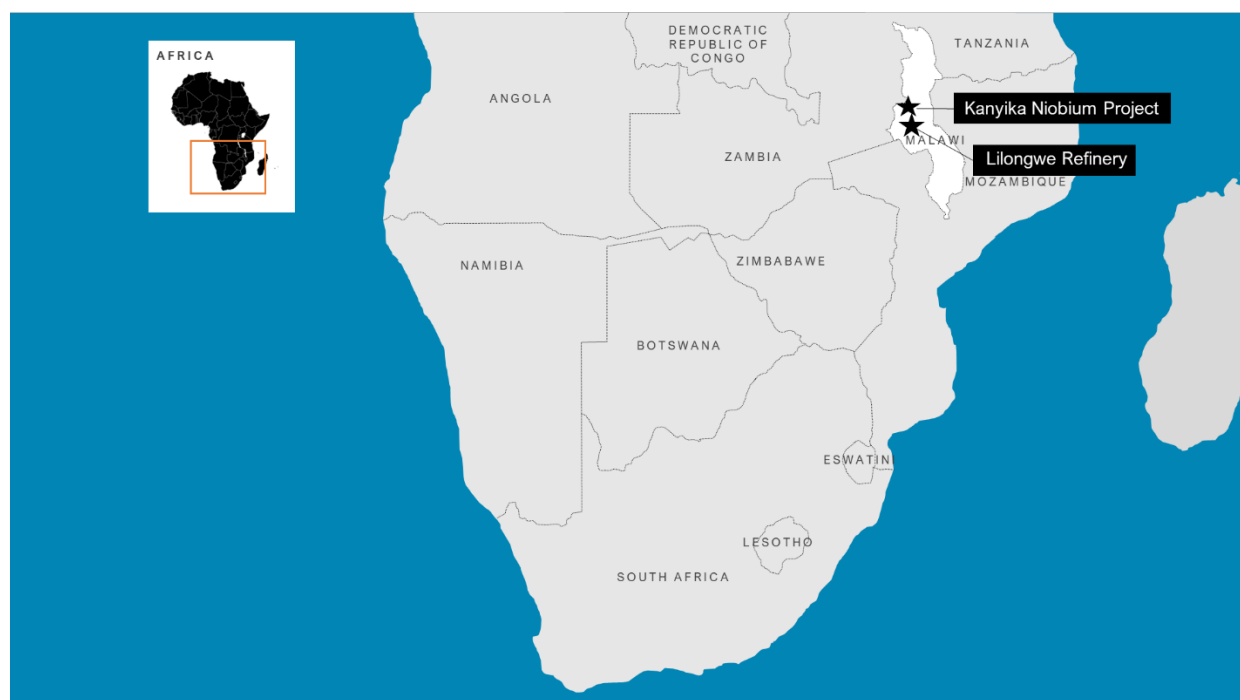 AFRICA
DEMOCRATIC
REPUBLIC OF
CONGO
TANZANIA
ANGOLA
Kanyika Niobium Project
MALAWI
Lilongwe Refinery
ZAMBIA
MOZAMBIQUE
ZIMBABAWE
NAMIBIA
BOTSWANA
ESWATINI
LESOTHO
SOUTH AFRICA